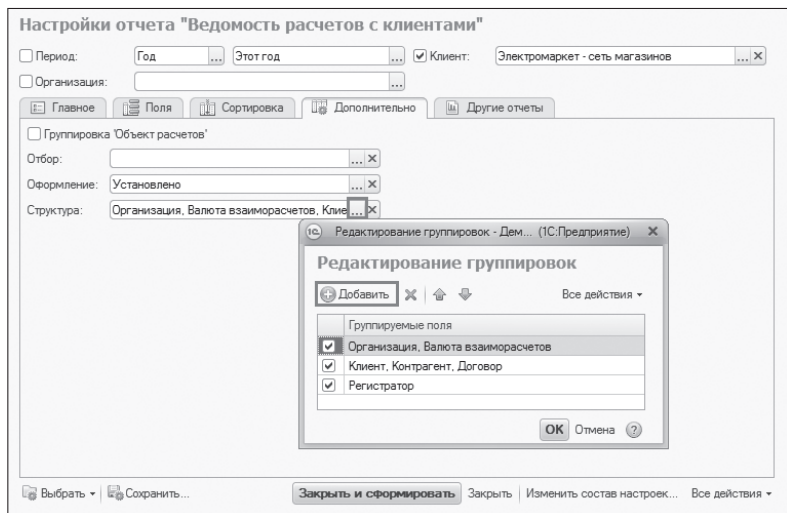 Настройки отчета "Ведомость расчетов с клиентами"
Период: Год ... Этот год ... Клиент: Электромаркет - сеть магазинов ...
Организация: ...
Главное Поля Сортировка Дополнительно Другие отчеты
Группировка 'Объект расчетов'
Отбор: ...
Оформление: Установлено ...
Структура: Организация, Валюта взаиморасчетов, Клие ...
1С Редактирование группировок - Дем... (1С:Предприятие)
Редактирование группировок
Добавить Все действия
Группируемые поля
Организация, Валюта взаиморасчетов
Клиент, Контрагент, Договор
Регистратор
OK Отмена ?
Выбрать Сохранить... Закрыть и сформировать Закрыть Изменить состав настроек... Все действия